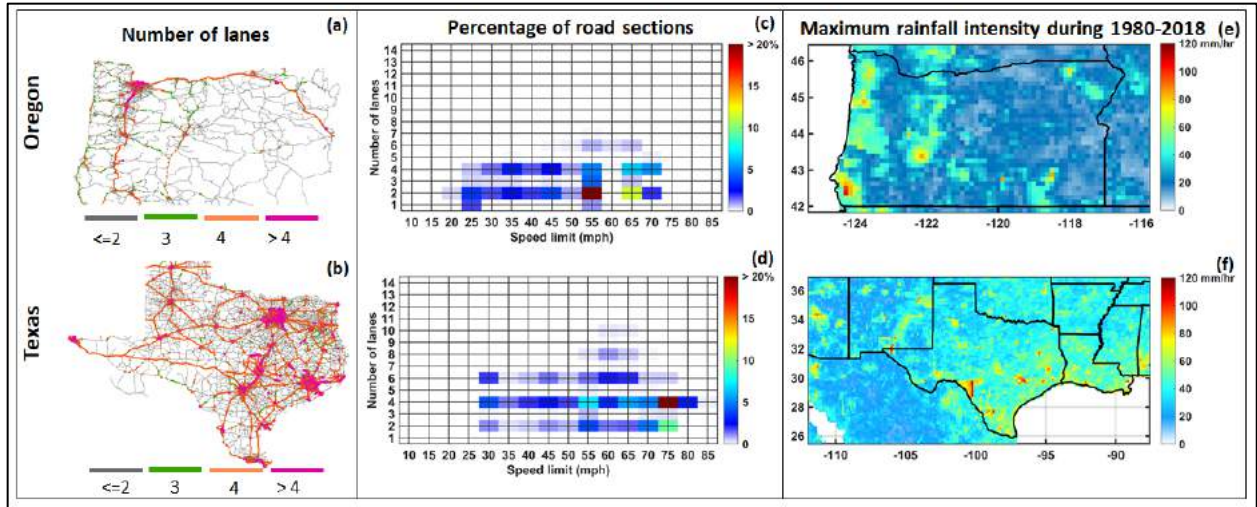 Number of lanes
Percentage of road sections
Maximum rainfall intensity during 1980-2018
Oregon
(a)
<=2 3 4 > 4
(c)
Number of lanes
14
13
12
11
10
9
8
7
6
5
4
3
2
1
10 15 20 25 30 35 40 45 50 55 60 65 70 75 80 85
Speed limit (mph)
> 20%
15
10
5
0
(e)
46
45
44
43
42
-124 -122 -120 -118 -116
120 mm/hr
100
80
60
40
20
0
Texas
(b)
<=2 3 4 > 4
(d)
Number of lanes
14
13
12
11
10
9
8
7
6
5
4
3
2
1
10 15 20 25 30 35 40 45 50 55 60 65 70 75 80 85
Speed limit (mph)
> 20%
15
10
5
0
(f)
36
34
32
30
28
26
-110 -105 -100 -95 -90
120 mm/hr
100
80
60
40
20
0